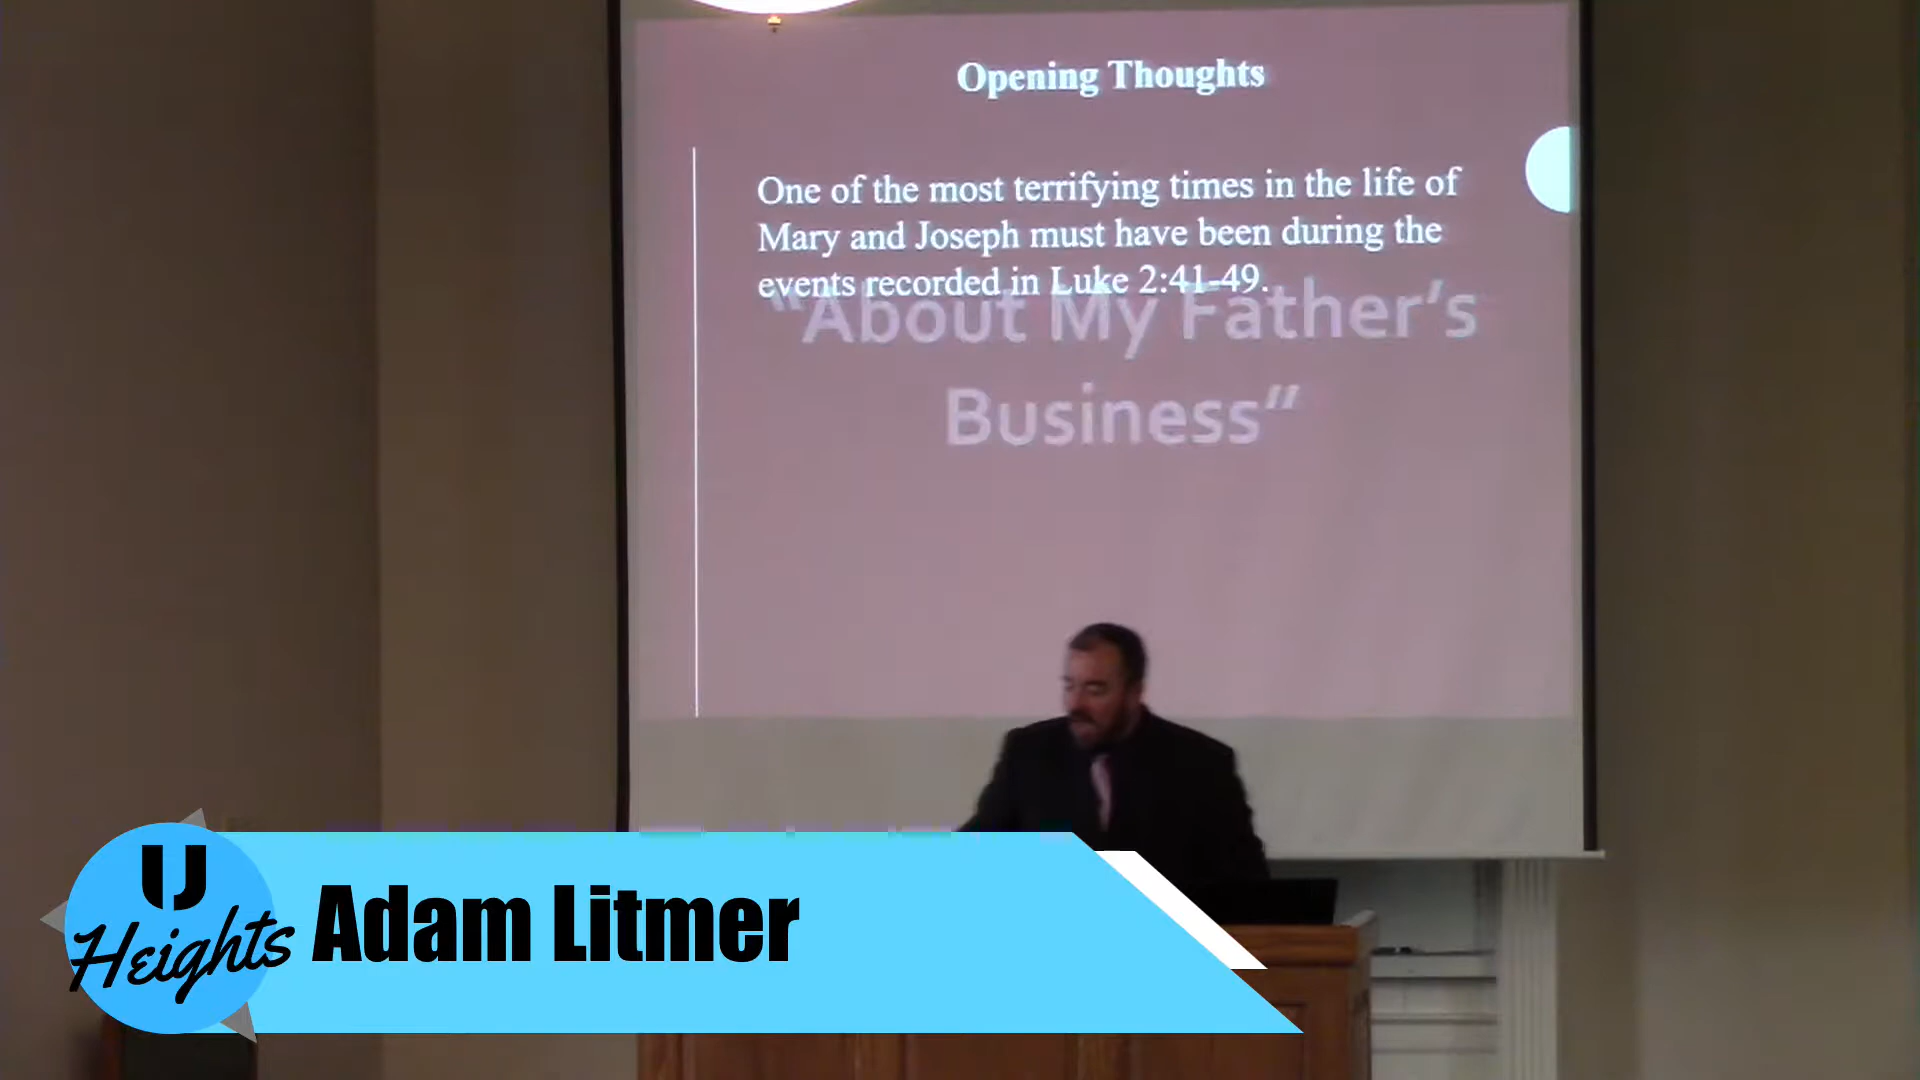 Opening Thoughts
One of the most terrifying times in the life of
Mary and Joseph must have been during the
events recorded in Luke 2:41-49.
“About My Father’s
Business”
U
Heights
Adam Litmer